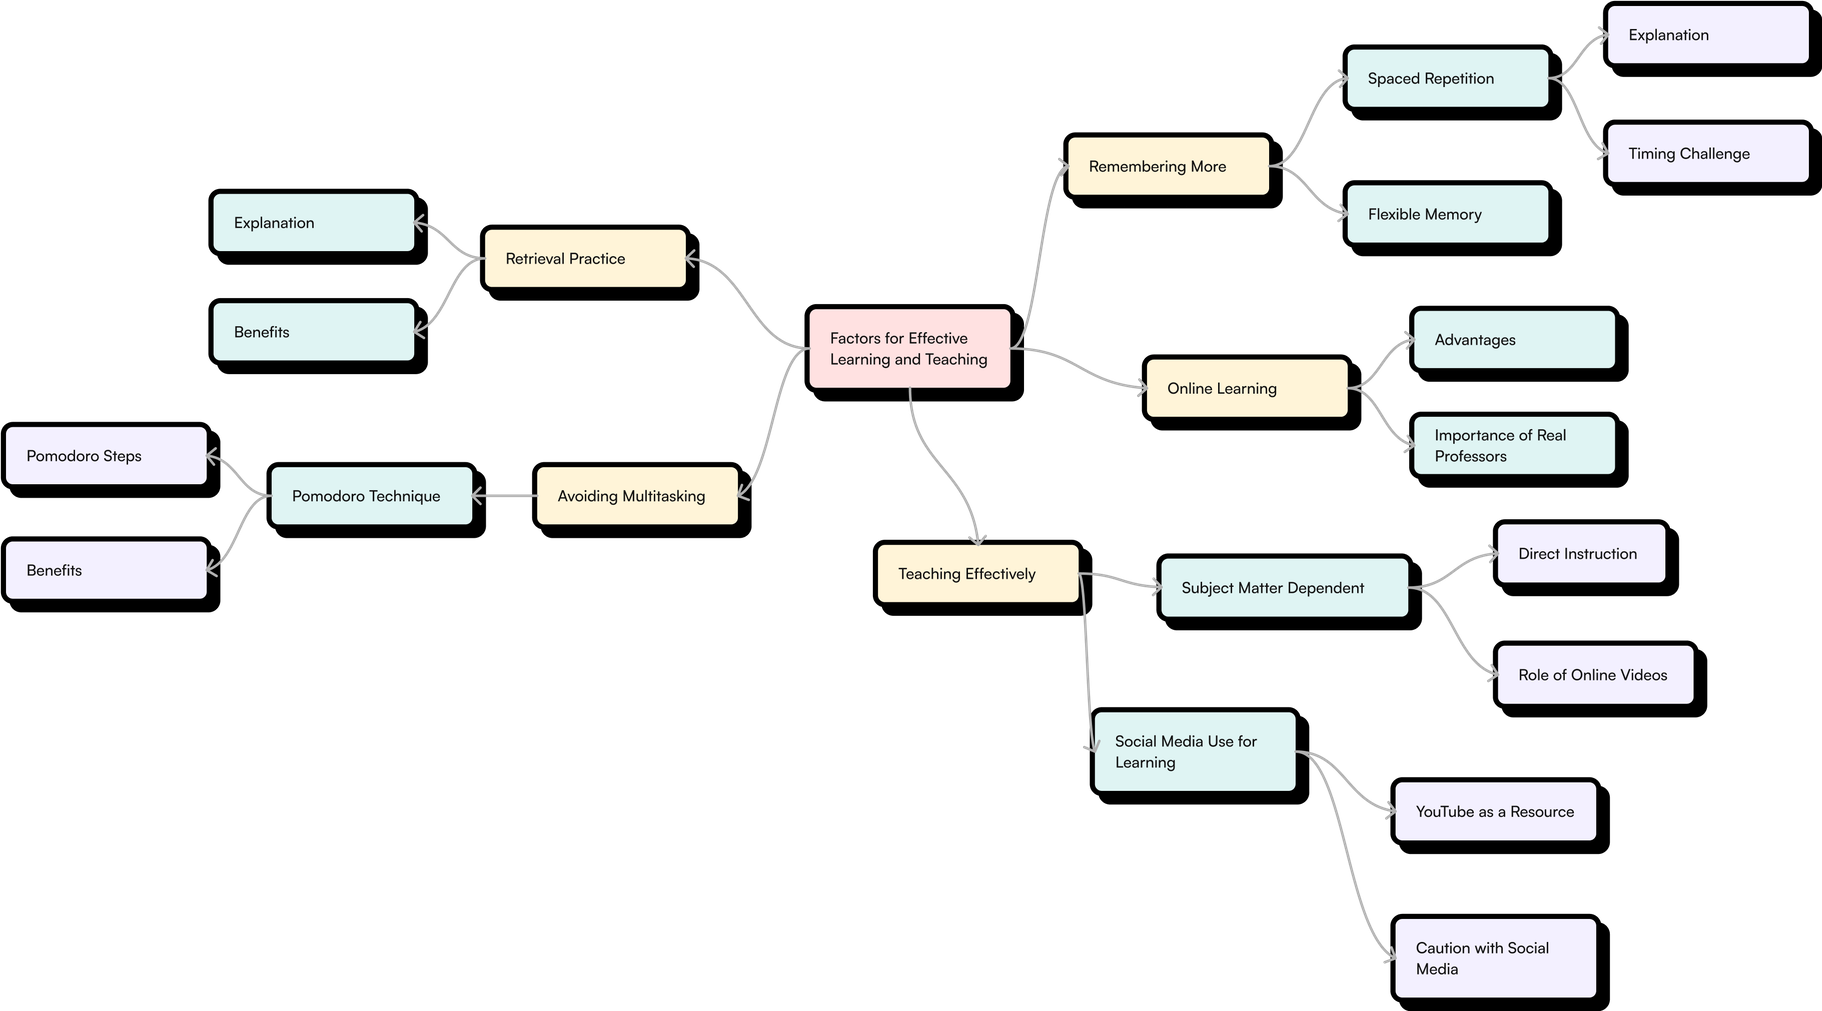 Factors for Effective
Learning and Teaching
Retrieval Practice
Explanation
Benefits
Avoiding Multitasking
Pomodoro Technique
Pomodoro Steps
Benefits
Remembering More
Spaced Repetition
Explanation
Timing Challenge
Flexible Memory
Online Learning
Advantages
Importance of Real
Professors
Teaching Effectively
Subject Matter Dependent
Direct Instruction
Role of Online Videos
Social Media Use for
Learning
YouTube as a Resource
Caution with Social
Media